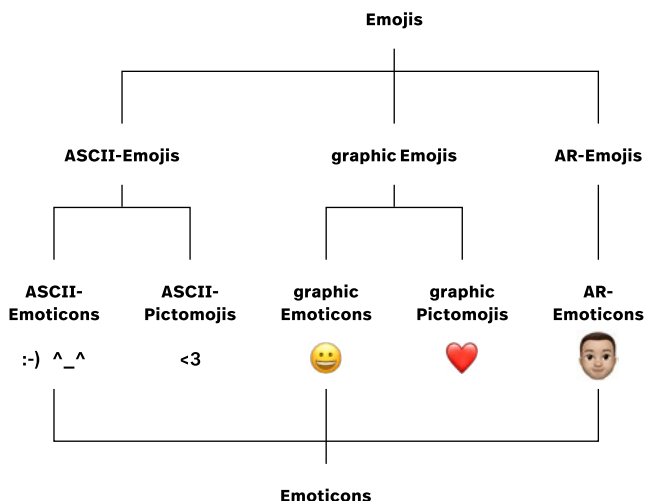 Emojis
ASCII-Emojis
graphic Emojis
AR-Emojis
ASCII-
Emoticons
ASCII-
Pictomojis
graphic
Emoticons
graphic
Pictomojis
AR-
Emoticons
:-) ^_^
<3
Emoticons